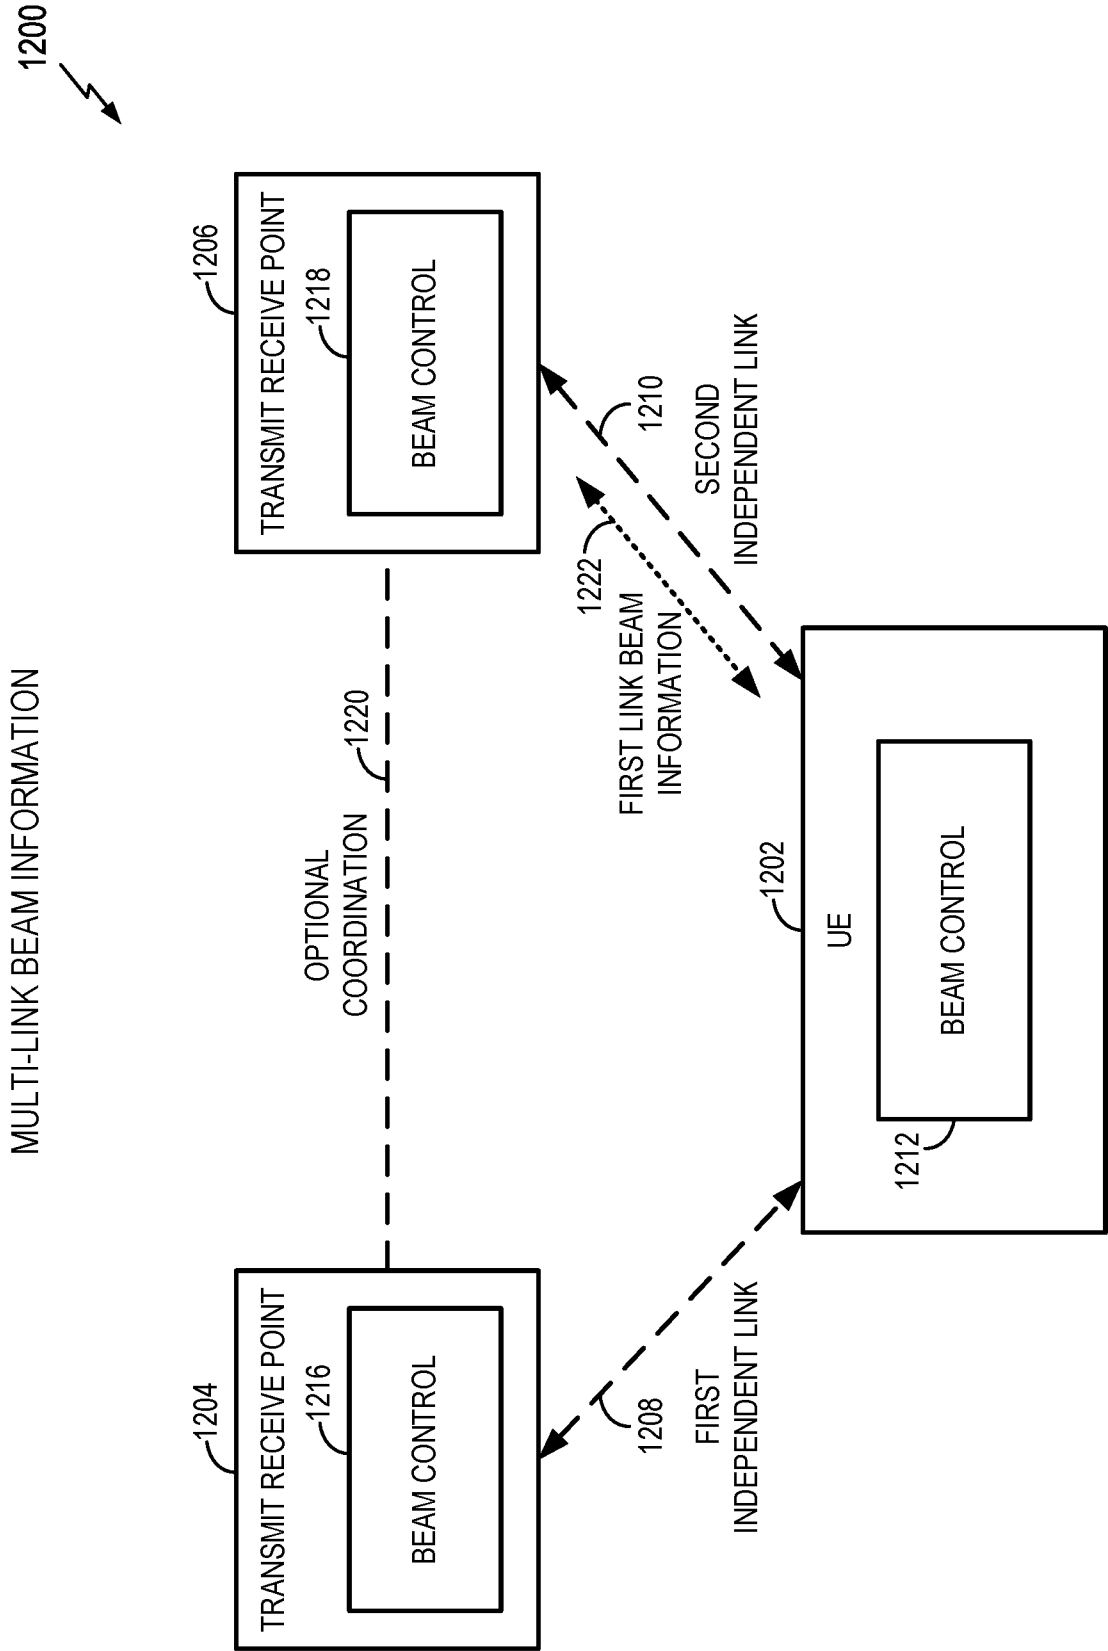 MULTI-LINK BEAM INFORMATION
1200
1204
TRANSMIT RECEIVE POINT
1216
BEAM CONTROL
1206
TRANSMIT RECEIVE POINT
1218
BEAM CONTROL
OPTIONAL
COORDINATION
1220
1208
FIRST
INDEPENDENT LINK
1222
FIRST LINK BEAM
INFORMATION
1210
SECOND
INDEPENDENT LINK
1202
UE
1212
BEAM CONTROL